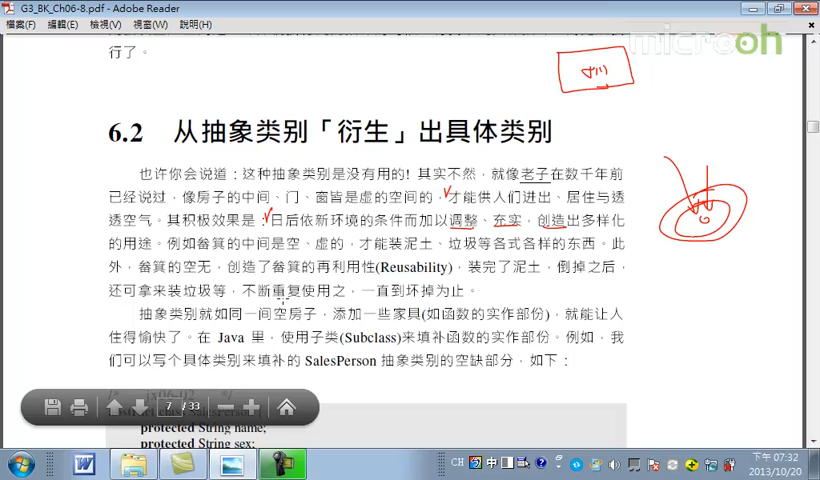 G3_BK_Ch06-8.pdf - Adobe Reader
檔案(F) 編輯(E) 檢視(V) 視窗(W) 說明(H)
microoh
行了。
6.2 从抽象类别「衍生」出具体类别
也许你会说道：这种抽象类别是没有用的! 其实不然，就像老子在数千年前
已经说过，像房子的中间、门、窗皆是虚的空间的，才能供人们进出、居住与透
透空气。其积极效果是：日后依新环境的条件而加以调整、充实，创造出多样化
的用途。例如畚箕的中间是空、虚的，才能装泥土、垃圾等各式各样的东西。此
外，畚箕的空无，创造了畚箕的再利用性(Reusability)，装完了泥土，倒掉之后，
还可拿来装垃圾等，不断重复使用之，一直到坏掉为止。
抽象类别就如同一间空房子，添加一些家具(如函数的实作部份)，就能让人
住得愉快了。在 Java 里，使用子类(Subclass)来填补函数的实作部份。例如，我
们可以写个具体类别来填补的 SalesPerson 抽象类别的空缺部分，如下：
7 / 33
protected String name;
protected String sex;
CH 中
下午 07:32
2013/10/20